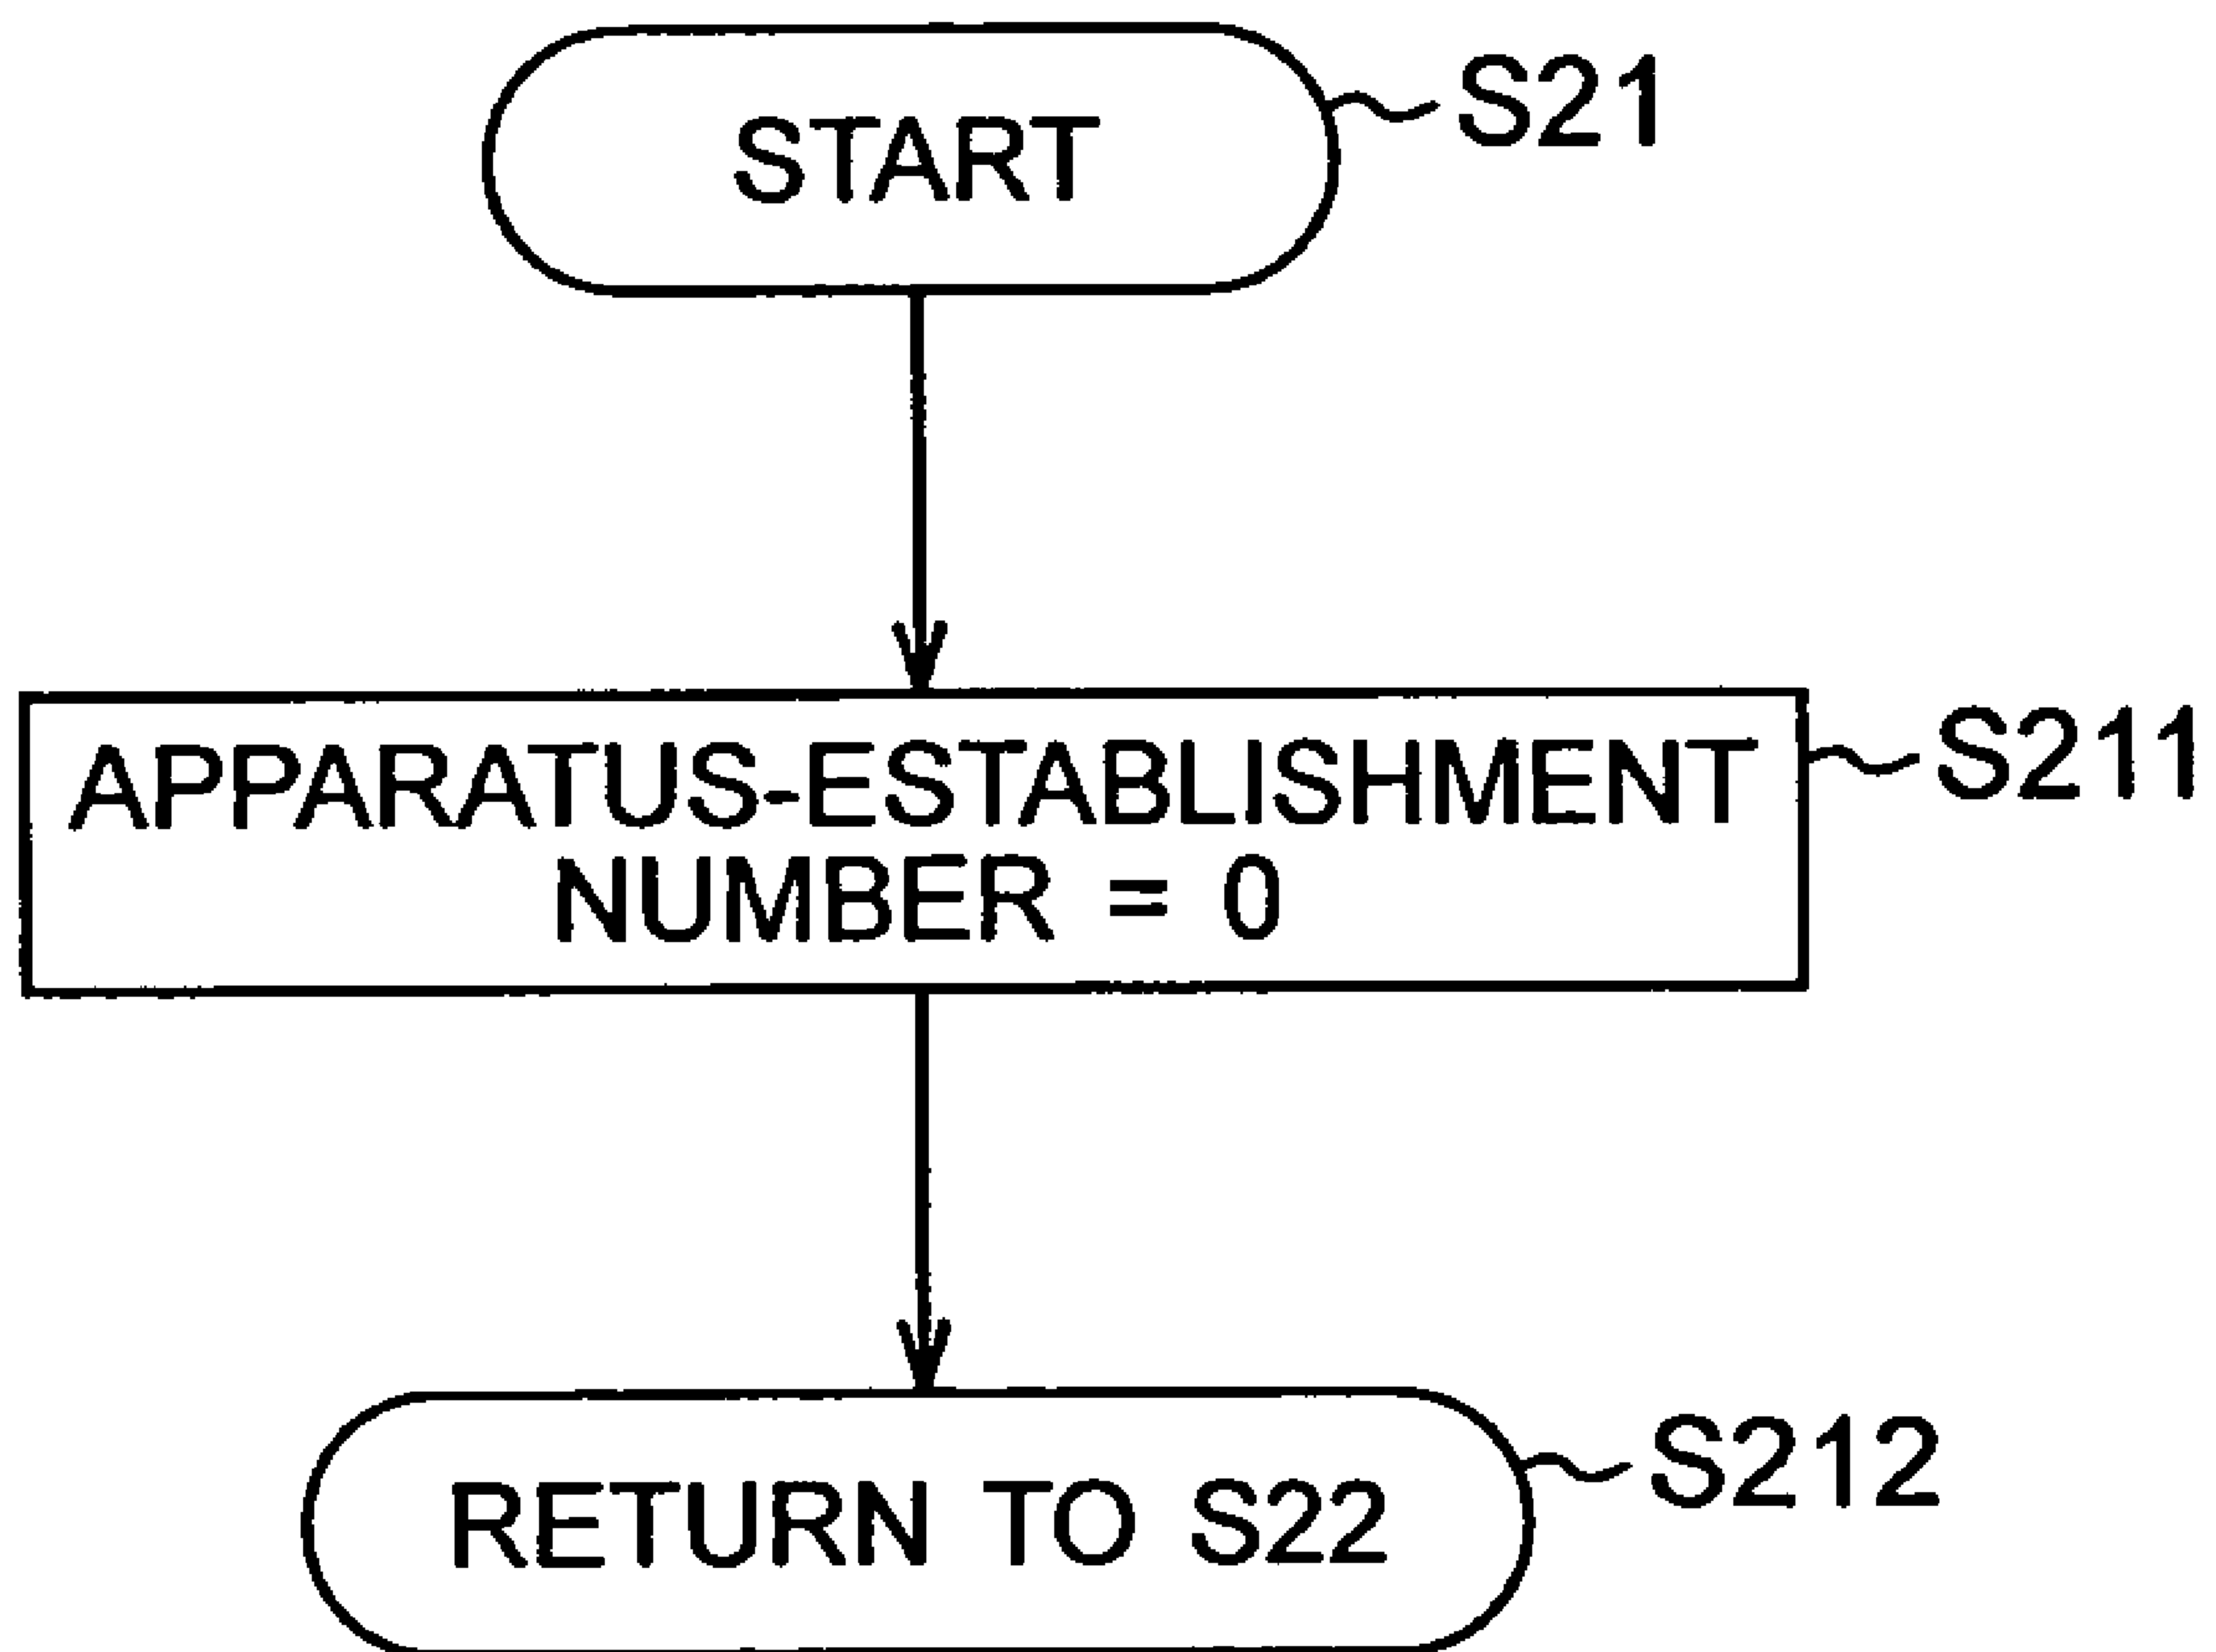 START
S21
APPARATUS-ESTABLISHMENT
NUMBER = 0
S211
RETURN TO S22
S212